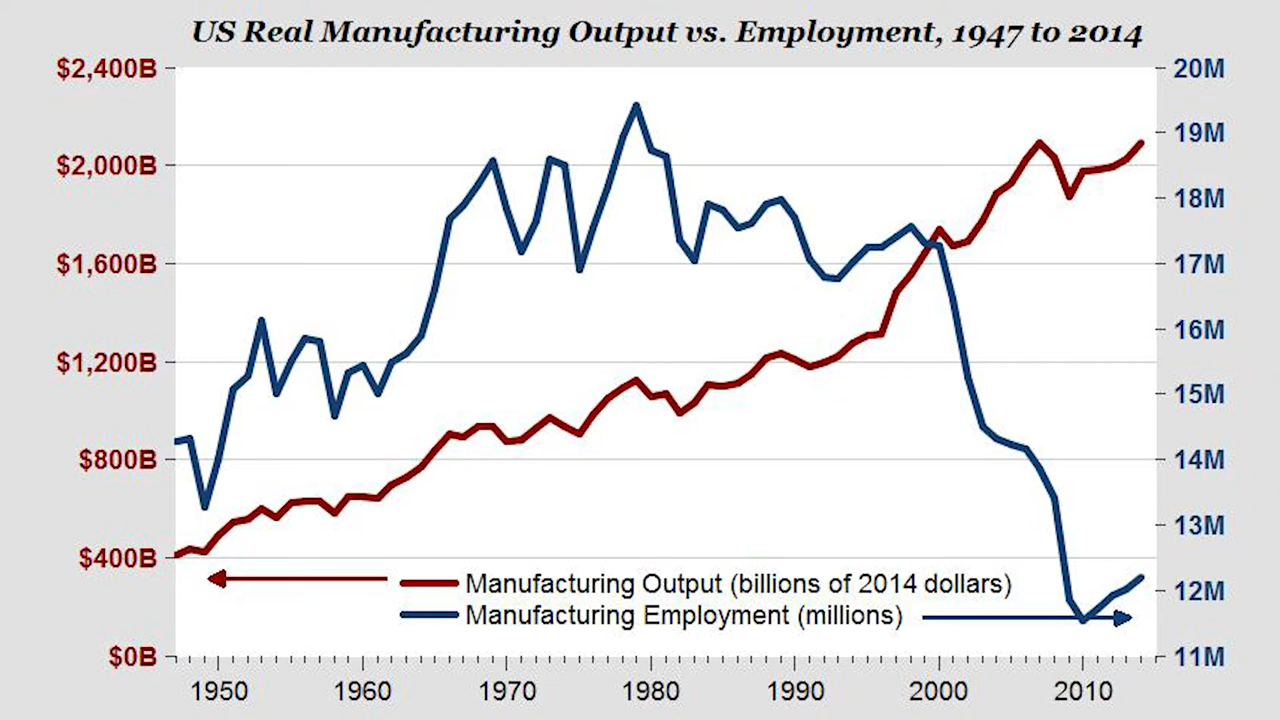 US Real Manufacturing Output vs. Employment, 1947 to 2014
$2,400B
$2,000B
$1,600B
$1,200B
$800B
$400B
$0B
20M
19M
18M
17M
16M
15M
14M
13M
12M
11M
Manufacturing Output (billions of 2014 dollars)
Manufacturing Employment (millions)
1950 1960 1970 1980 1990 2000 2010